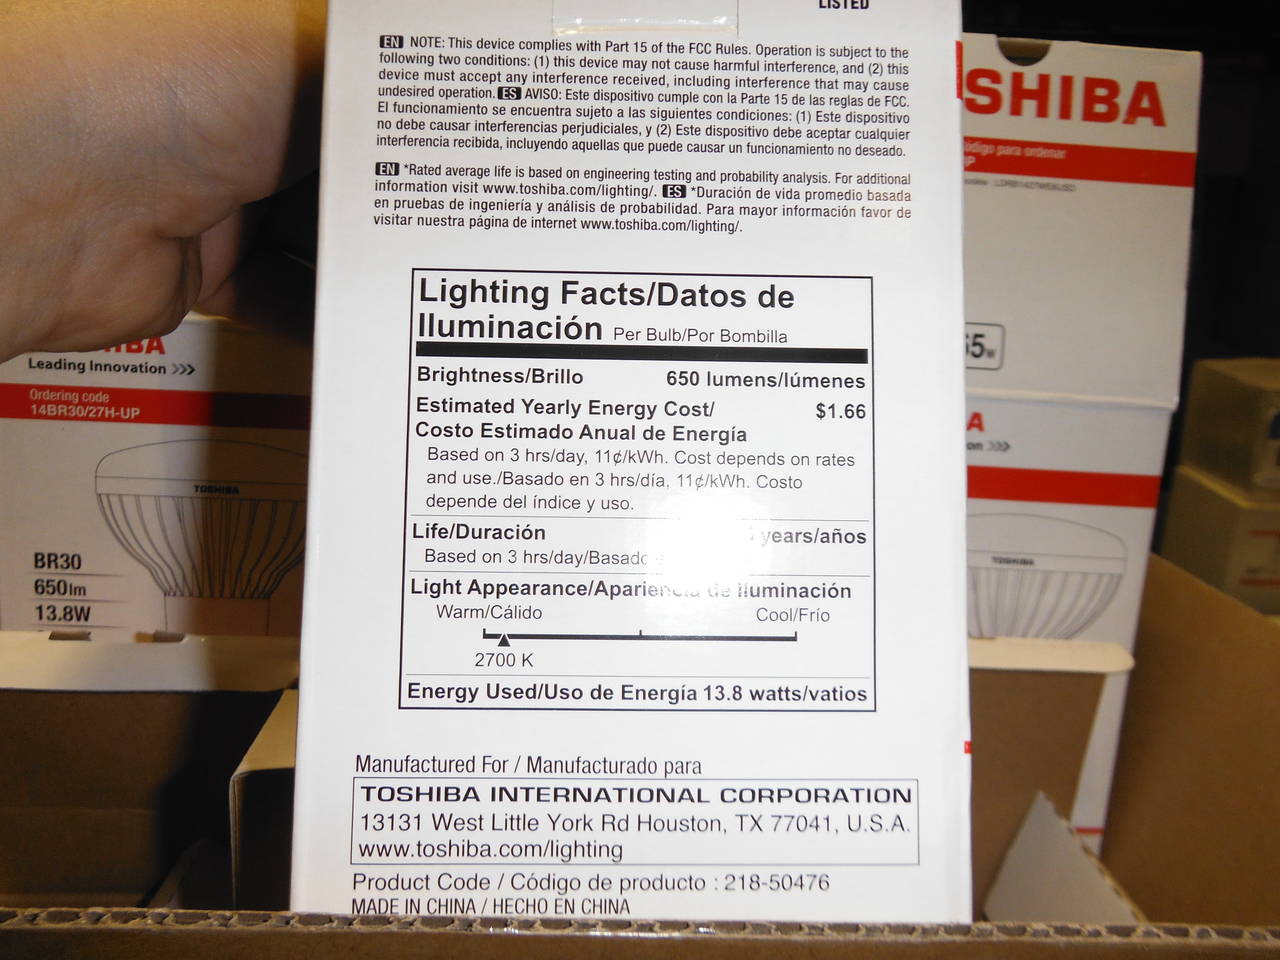 LISTED
EN NOTE: This device complies with Part 15 of the FCC Rules. Operation is subject to the
following two conditions: (1) this device may not cause harmful interference, and (2) this
device must accept any interference received, including interference that may cause
undesired operation. ES AVISO: Este dispositivo cumple con la Parte 15 de las reglas de FCC.
El funcionamiento se encuentra sujeto a las siguientes condiciones: (1) Este dispositivo
no debe causar interferencias perjudiciales, y (2) Este dispositivo debe aceptar cualquier
interferencia recibida, incluyendo aquellas que puede causar un funcionamiento no deseado.
EN *Rated average life is based on engineering testing and probability analysis. For additional
information visit www.toshiba.com/lighting/. ES *Duración de vida promedio basada
en pruebas de ingeniería y análisis de probabilidad. Para mayor información favor de
visitar nuestra página de internet www.toshiba.com/lighting/.
Lighting Facts/Datos de
Iluminación Per Bulb/Por Bombilla
Brightness/Brillo 650 lumens/lúmenes
Estimated Yearly Energy Cost/ $1.66
Costo Estimado Anual de Energía
Based on 3 hrs/day, 11¢/kWh. Cost depends on rates
and use./Basado en 3 hrs/día, 11¢/kWh. Costo
depende del índice y uso.
Life/Duración years/años
Based on 3 hrs/day/Basado
Light Appearance/Apariencia de Iluminación
Warm/Cálido Cool/Frío
2700 K
Energy Used/Uso de Energía 13.8 watts/vatios
Manufactured For / Manufacturado para
TOSHIBA INTERNATIONAL CORPORATION
13131 West Little York Rd Houston, TX 77041, U.S.A.
www.toshiba.com/lighting
Product Code / Código de producto : 218-50476
MADE IN CHINA / HECHO EN CHINA
Leading Innovation >>>
Ordering code
14BR30/27H-UP
TOSHIBA
BR30
650lm
13.8W
SHIBA
código para ordenar
65w
A
on >>>
TOSHIBA